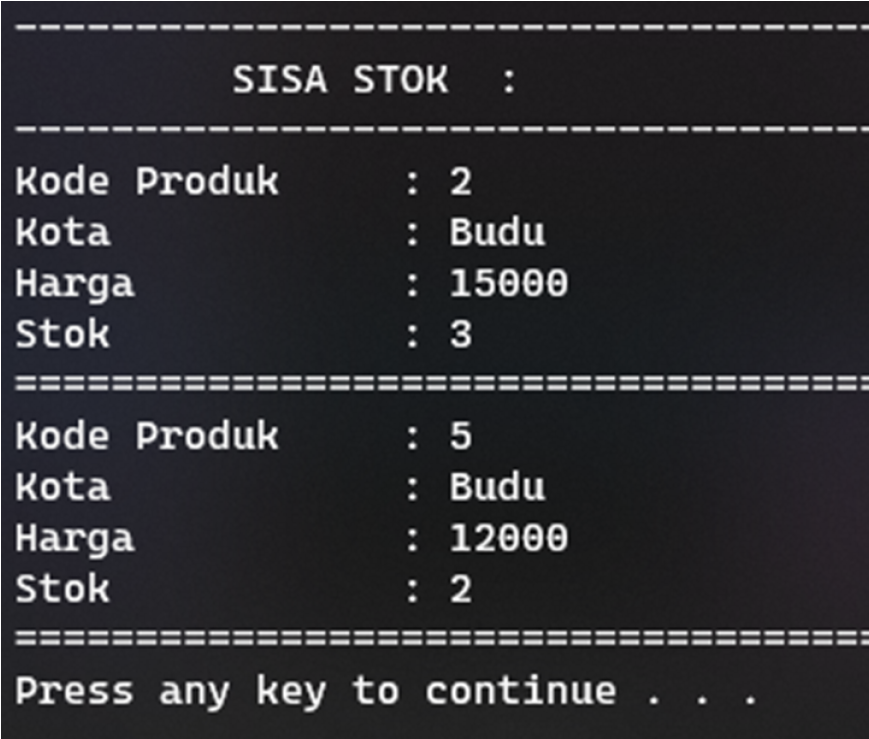 ------------------------------------
SISA STOK  :
------------------------------------
Kode Produk     : 2
Kota            : Budu
Harga           : 15000
Stok            : 3
====================================
Kode Produk     : 5
Kota            : Budu
Harga           : 12000
Stok            : 2
====================================
Press any key to continue . . .